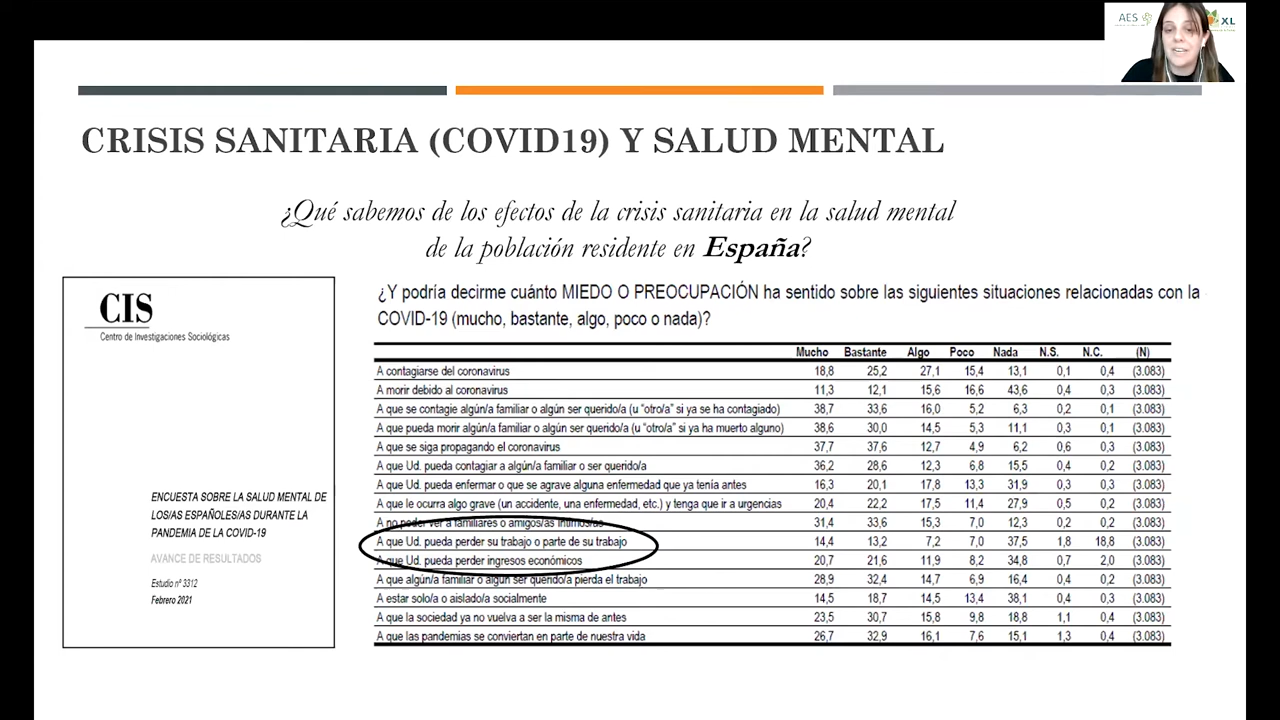 AES
XL
CRISIS SANITARIA (COVID19) Y SALUD MENTAL
¿Qué sabemos de los efectos de la crisis sanitaria en la salud mental
de la población residente en España?
CIS
Centro de Investigaciones Sociológicas
ENCUESTA SOBRE LA SALUD MENTAL DE
LOS/AS ESPAÑOLES/AS DURANTE LA
PANDEMIA DE LA COVID-19
AVANCE DE RESULTADOS
Estudio nº 3312
Febrero 2021
¿Y podría decirme cuánto MIEDO O PREOCUPACIÓN ha sentido sobre las siguientes situaciones relacionadas con la
COVID-19 (mucho, bastante, algo, poco o nada)?
Mucho Bastante Algo Poco Nada N.S. N.C. (N)
A contagiarse del coronavirus 18,8 25,2 27,1 15,4 13,1 0,1 0,4 (3.083)
A morir debido al coronavirus 11,3 12,1 15,6 16,6 43,6 0,4 0,3 (3.083)
A que se contagie algún/a familiar o algún ser querido/a (u “otro/a” si ya se ha contagiado) 38,7 33,6 16,0 5,2 6,3 0,2 0,1 (3.083)
A que pueda morir algún/a familiar o algún ser querido/a (u “otro/a” si ya ha muerto alguno) 38,6 30,0 14,5 5,3 11,1 0,3 0,1 (3.083)
A que se siga propagando el coronavirus 37,7 37,6 12,7 4,9 6,2 0,6 0,3 (3.083)
A que Ud. pueda contagiar a algún/a familiar o ser querido/a 36,2 28,6 12,3 6,8 15,5 0,4 0,2 (3.083)
A que Ud. pueda enfermar o que se agrave alguna enfermedad que ya tenía antes 16,3 20,1 17,8 13,3 31,9 0,3 0,3 (3.083)
A que le ocurra algo grave (un accidente, una enfermedad, etc.) y tenga que ir a urgencias 20,4 22,2 17,5 11,4 27,9 0,5 0,2 (3.083)
A no poder ver a familiares o amigos/as íntimos/as 31,4 33,6 15,3 7,0 12,3 0,2 0,2 (3.083)
A que Ud. pueda perder su trabajo o parte de su trabajo 14,4 13,2 7,2 7,0 37,5 1,8 18,8 (3.083)
A que Ud. pueda perder ingresos económicos 20,7 21,6 11,9 8,2 34,8 0,7 2,0 (3.083)
A que algún/a familiar o algún ser querido/a pierda el trabajo 28,9 32,4 14,7 6,9 16,4 0,4 0,2 (3.083)
A estar solo/a o aislado/a socialmente 14,5 18,7 14,5 13,4 38,1 0,4 0,3 (3.083)
A que la sociedad ya no vuelva a ser la misma de antes 23,5 30,7 15,8 9,8 18,8 1,1 0,4 (3.083)
A que las pandemias se conviertan en parte de nuestra vida 26,7 32,9 16,1 7,6 15,1 1,3 0,4 (3.083)